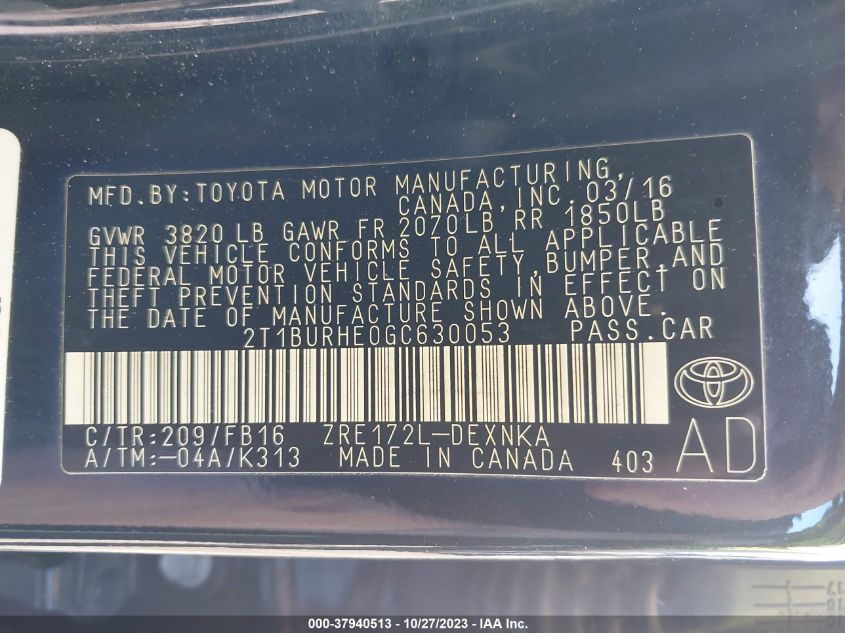 MFD.BY:TOYOTA MOTOR MANUFACTURING,
CANADA,INC. 03/16
GVWR 3820 LB GAWR FR 2070LB RR 1850LB
THIS VEHICLE CONFORMS TO ALL APPLICABLE
FEDERAL MOTOR VEHICLE SAFETY,BUMPER,AND
THEFT PREVENTION STANDARDS IN EFFECT ON
THE DATE OF MANUFACTURE SHOWN ABOVE.
2T1BURHE0GC630053 PASS.CAR
C/TR:209/FB16 ZRE172L-DEXNKA
A/TM:-04A/K313 MADE IN CANADA 403 AD
000-37940513 - 10/27/2023 - IAA Inc.